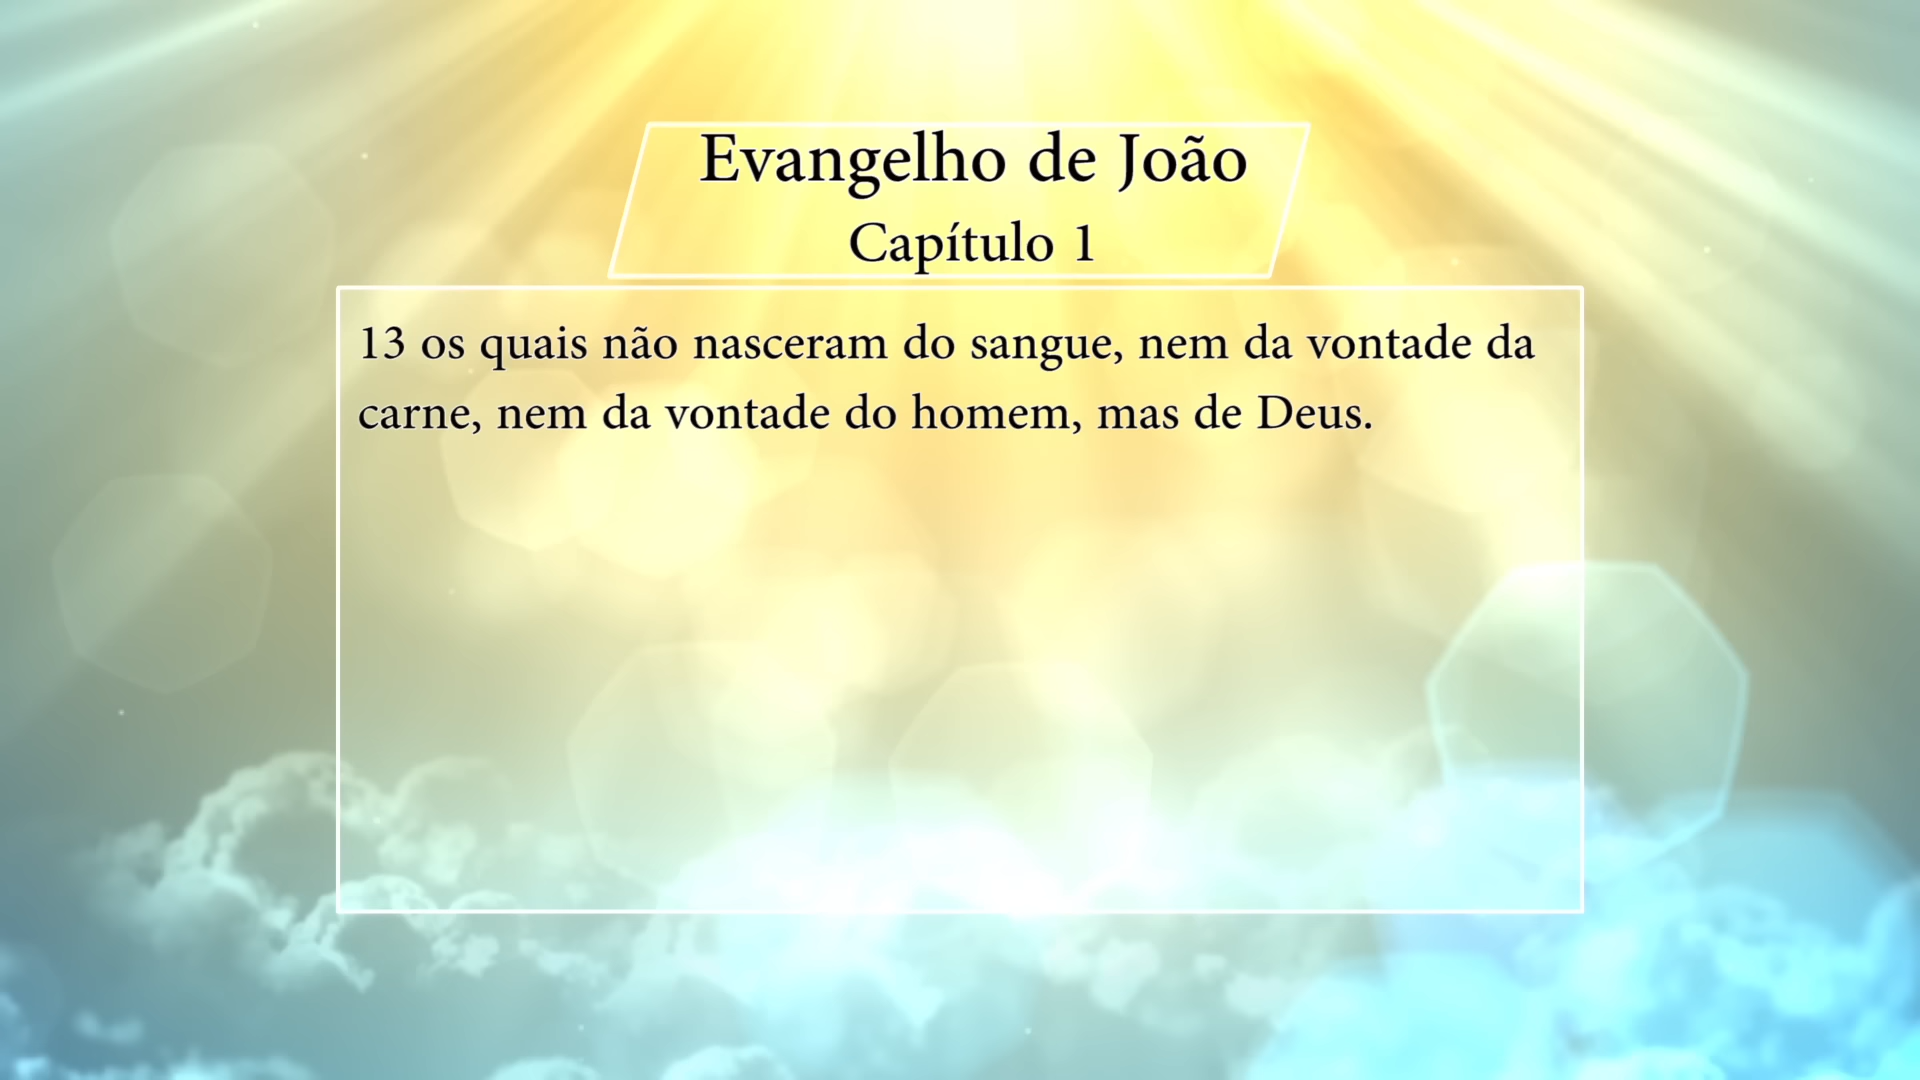 Evangelho de João
Capítulo 1
13 os quais não nasceram do sangue, nem da vontade da
carne, nem da vontade do homem, mas de Deus.